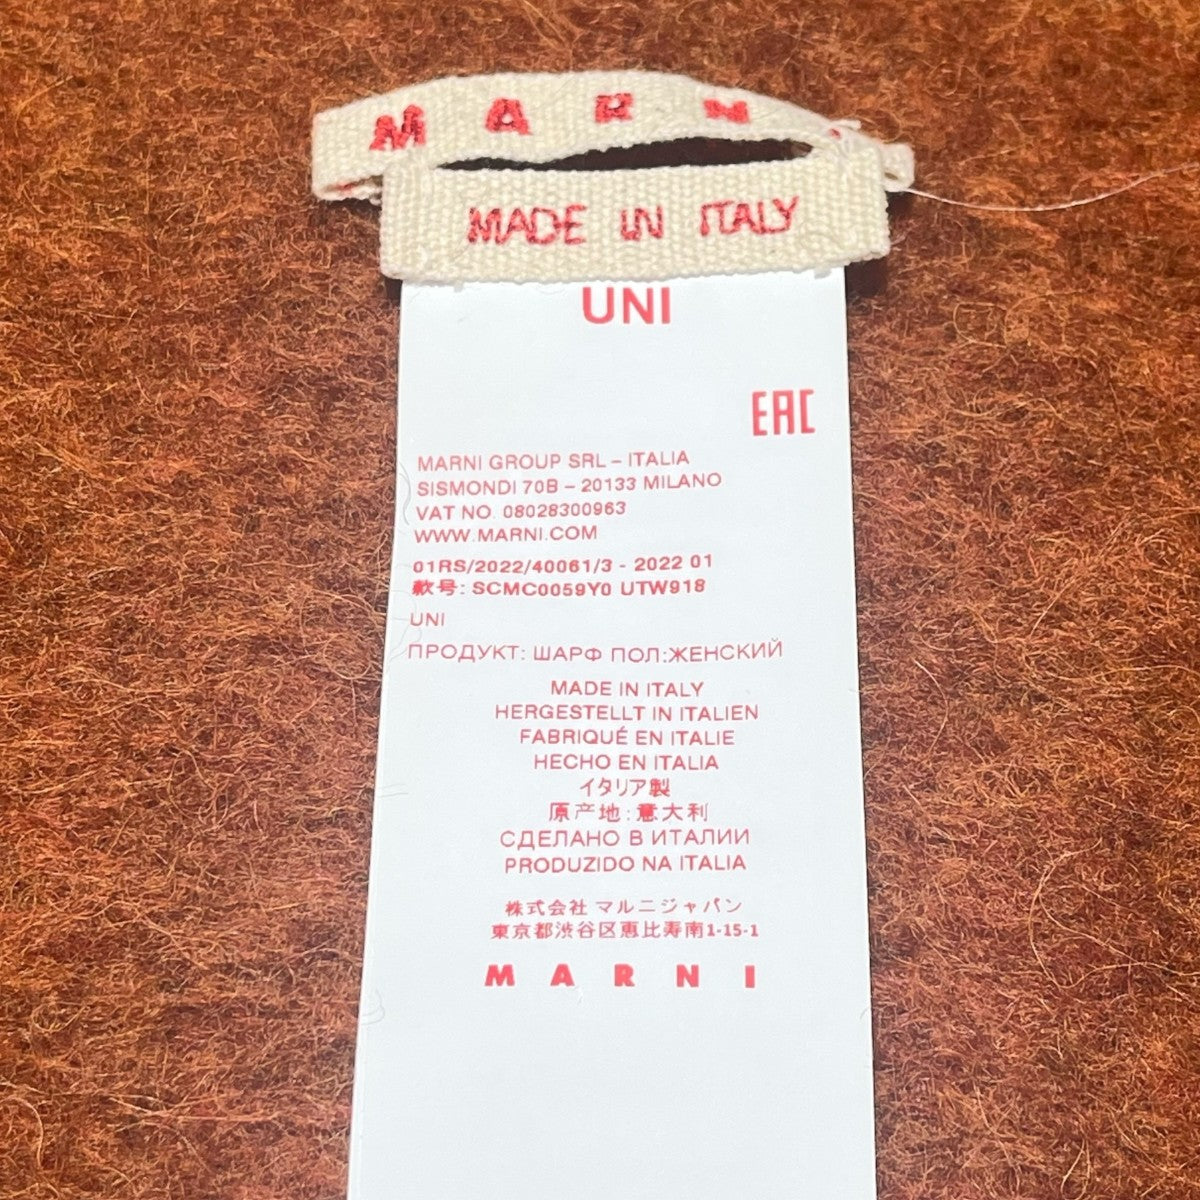 MARN
MADE IN ITALY
UNI
EAC
MARNI GROUP SRL – ITALIA
SISMONDI 70B – 20133 MILANO
VAT NO. 08028300963
WWW.MARNI.COM
01RS/2022/40061/3 - 2022 01
款号: SCMC0059Y0 UTW918
UNI
ПРОДУКТ: ШАРФ ПОЛ:ЖЕНСКИЙ
MADE IN ITALY
HERGESTELLT IN ITALIEN
FABRIQUÉ EN ITALIE
HECHO EN ITALIA
イタリア製
原产地:意大利
СДЕЛАНО В ИТАЛИИ
PRODUZIDO NA ITALIA
株式会社 マルニジャパン
東京都渋谷区恵比寿南1-15-1
MARNI